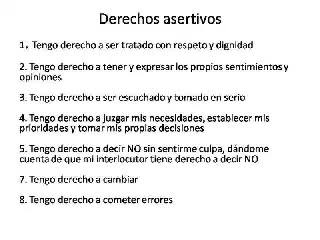 Derechos asertivos
1. Tengo derecho a ser tratado con respeto y dignidad
2. Tengo derecho a tener y expresar los propios sentimientos y
opiniones
3. Tengo derecho a ser escuchado y tomado en serio
4. Tengo derecho a juzgar mis necesidades, establecer mis
prioridades y tomar mis propias decisiones
5. Tengo derecho a decir NO sin sentirme culpa, dándome
cuenta de que mi interlocutor tiene derecho a decir NO
7. Tengo derecho a cambiar
8. Tengo derecho a cometer errores